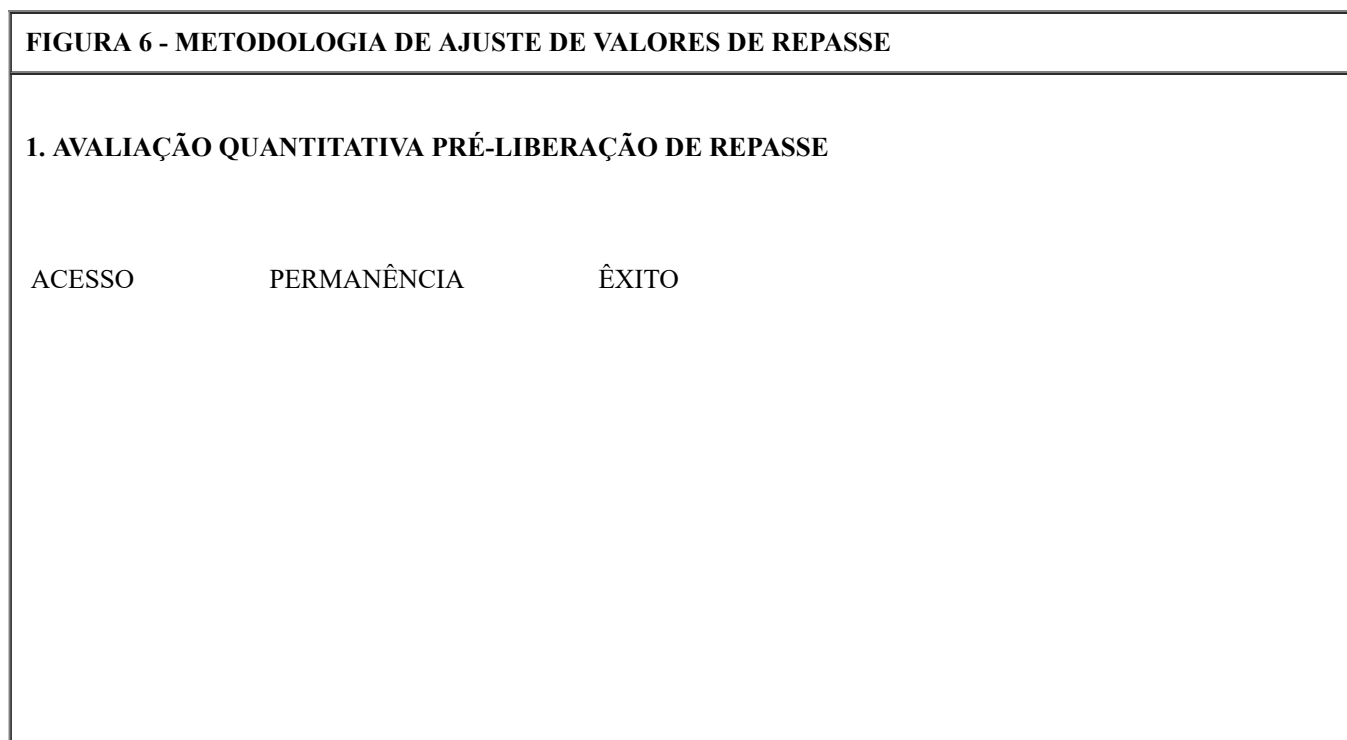 FIGURA 6 - METODOLOGIA DE AJUSTE DE VALORES DE REPASSE
1. AVALIAÇÃO QUANTITATIVA PRÉ-LIBERAÇÃO DE REPASSE
ACESSO PERMANÊNCIA ÊXITO